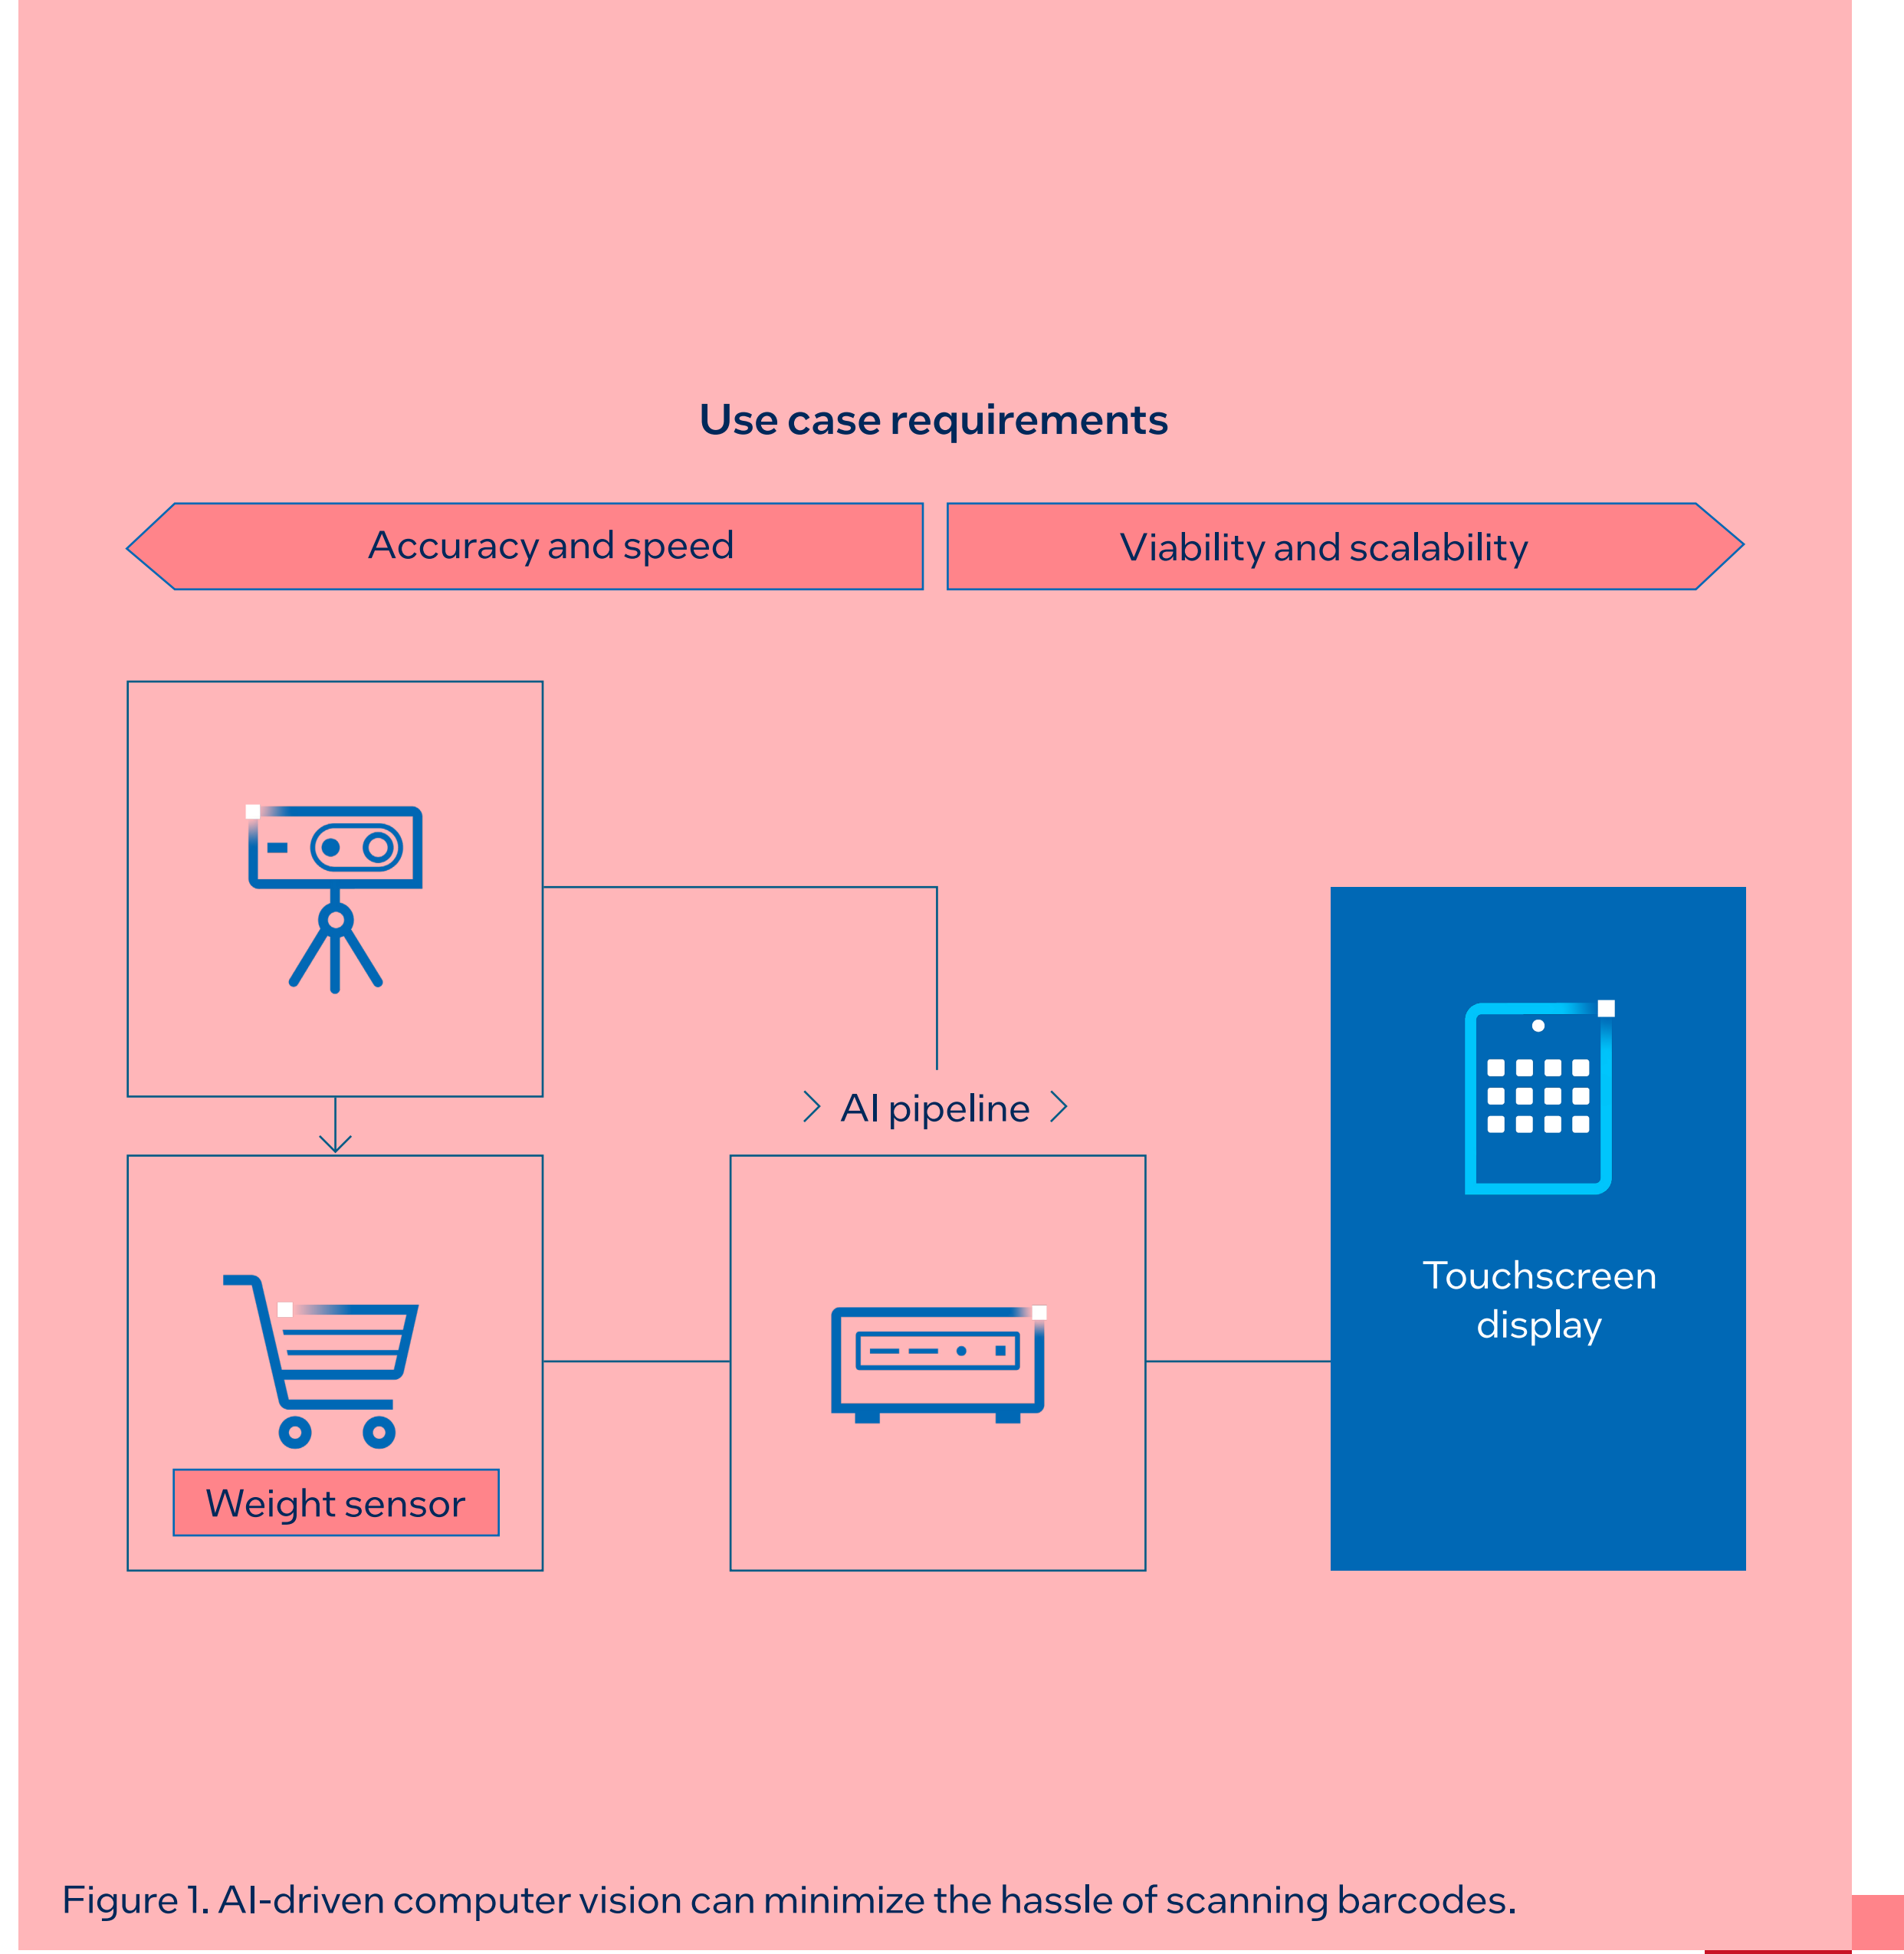 Use case requirements
Accuracy and speed
Viability and scalability
AI pipeline
Touchscreen
display
Weight sensor
Figure 1. AI-driven computer vision can minimize the hassle of scanning barcodes.